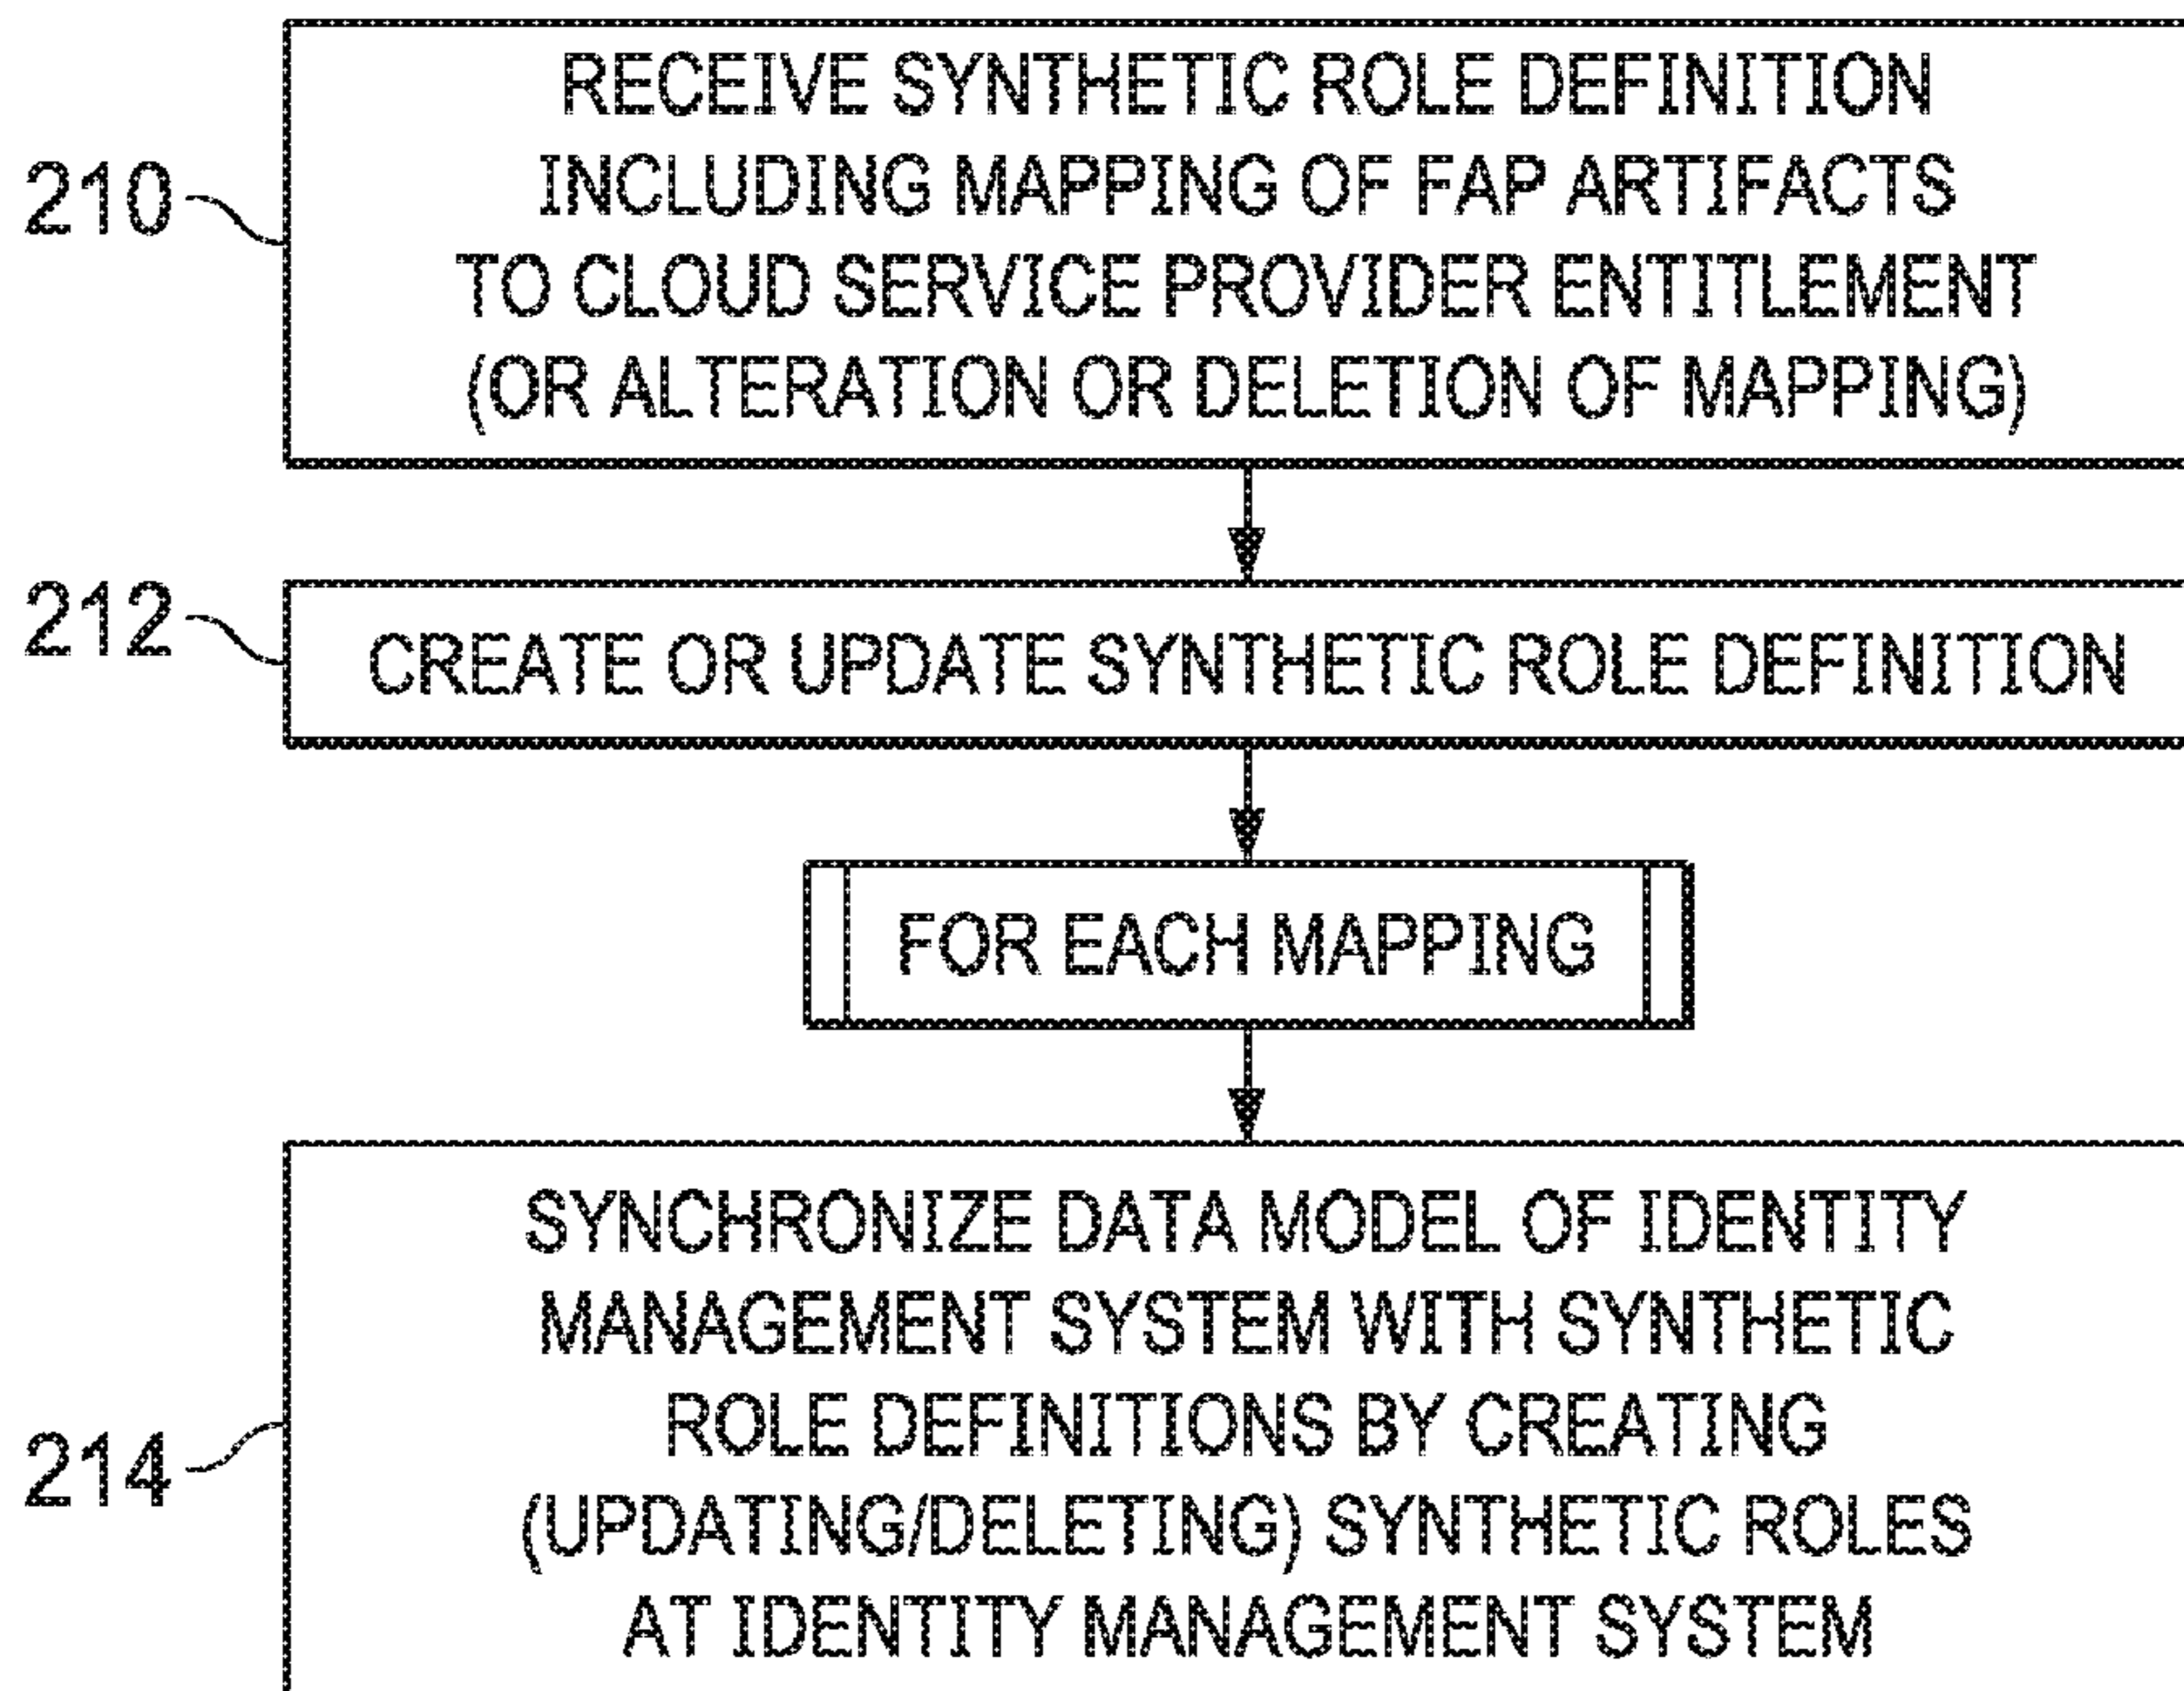 RECEIVE SYNTHETIC ROLE DEFINITION
INCLUDING MAPPING OF FAP ARTIFACTS
TO CLOUD SERVICE PROVIDER ENTITLEMENT
(OR ALTERATION OR DELETION OF MAPPING)
210
212
CREATE OR UPDATE SYNTHETIC ROLE DEFINITION
FOR EACH MAPPING
SYNCHRONIZE DATA MODEL OF IDENTITY
MANAGEMENT SYSTEM WITH SYNTHETIC
ROLE DEFINITIONS BY CREATING
(UPDATING/DELETING) SYNTHETIC ROLES
AT IDENTITY MANAGEMENT SYSTEM
214